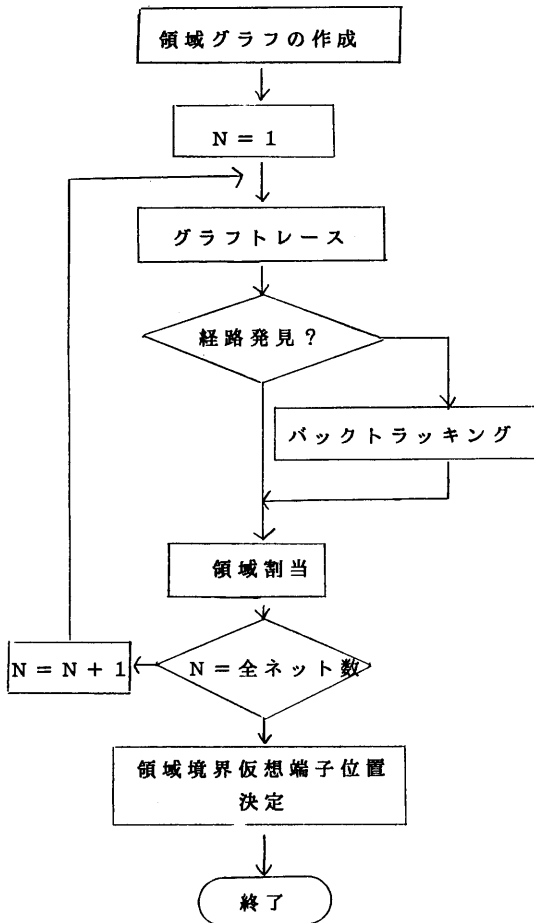 領域グラフの作成
N = 1
グラフトレース
経路発見？
バックトラッキング
領域割当
N = N + 1
N = 全ネット数
領域境界仮想端子位置
決定
終了